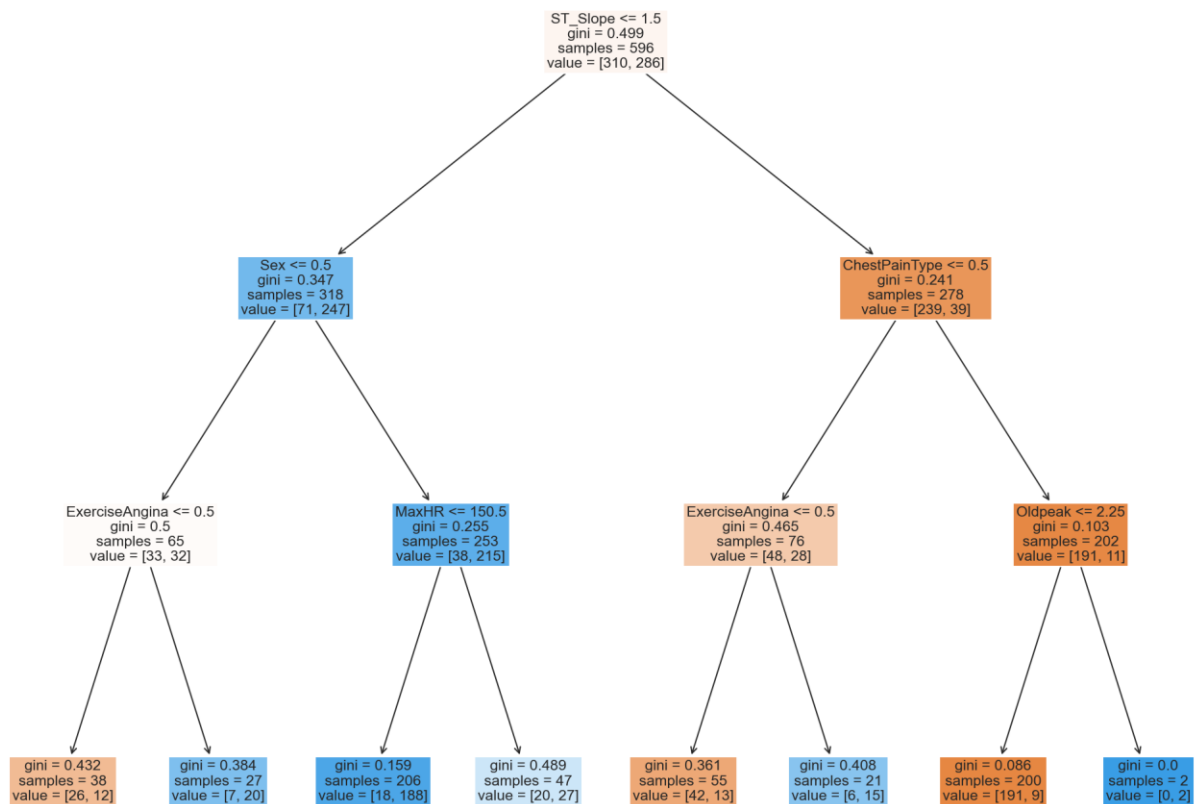 ST_Slope <= 1.5
gini = 0.499
samples = 596
value = [310, 286]
Sex <= 0.5
gini = 0.347
samples = 318
value = [71, 247]
ChestPainType <= 0.5
gini = 0.241
samples = 278
value = [239, 39]
ExerciseAngina <= 0.5
gini = 0.5
samples = 65
value = [33, 32]
MaxHR <= 150.5
gini = 0.255
samples = 253
value = [38, 215]
ExerciseAngina <= 0.5
gini = 0.465
samples = 76
value = [48, 28]
Oldpeak <= 2.25
gini = 0.103
samples = 202
value = [191, 11]
gini = 0.432
samples = 38
value = [26, 12]
gini = 0.384
samples = 27
value = [7, 20]
gini = 0.159
samples = 206
value = [18, 188]
gini = 0.489
samples = 47
value = [20, 27]
gini = 0.361
samples = 55
value = [42, 13]
gini = 0.408
samples = 21
value = [6, 15]
gini = 0.086
samples = 200
value = [191, 9]
gini = 0.0
samples = 2
value = [0, 2]